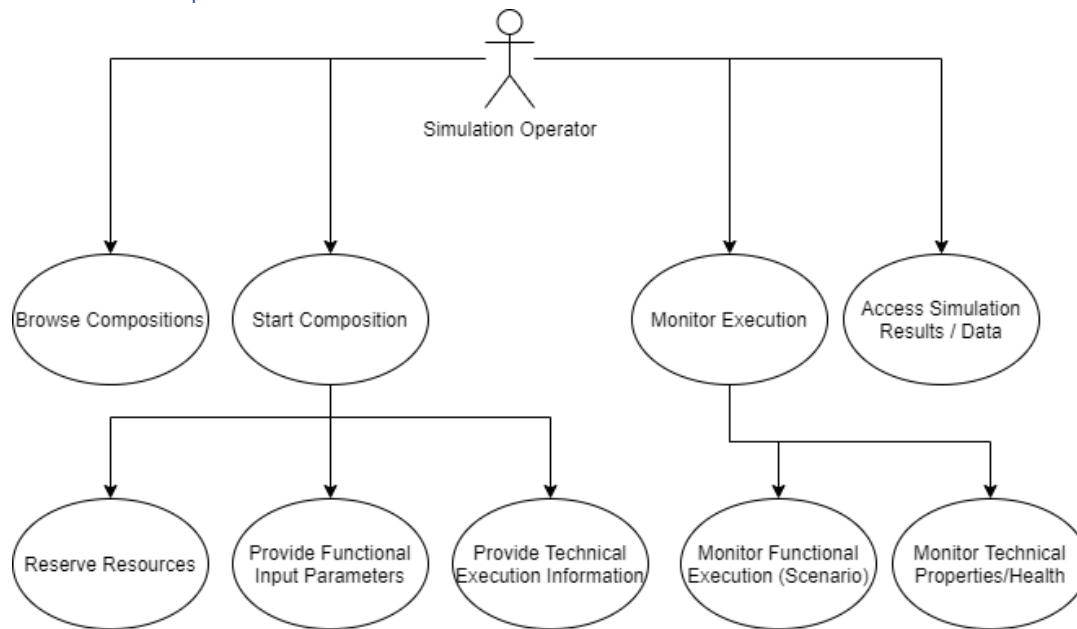 Simulation Operator
Browse Compositions
Start Composition
Monitor Execution
Access Simulation
Results / Data
Reserve Resources
Provide Functional
Input Parameters
Provide Technical
Execution Information
Monitor Functional
Execution (Scenario)
Monitor Technical
Properties/Health